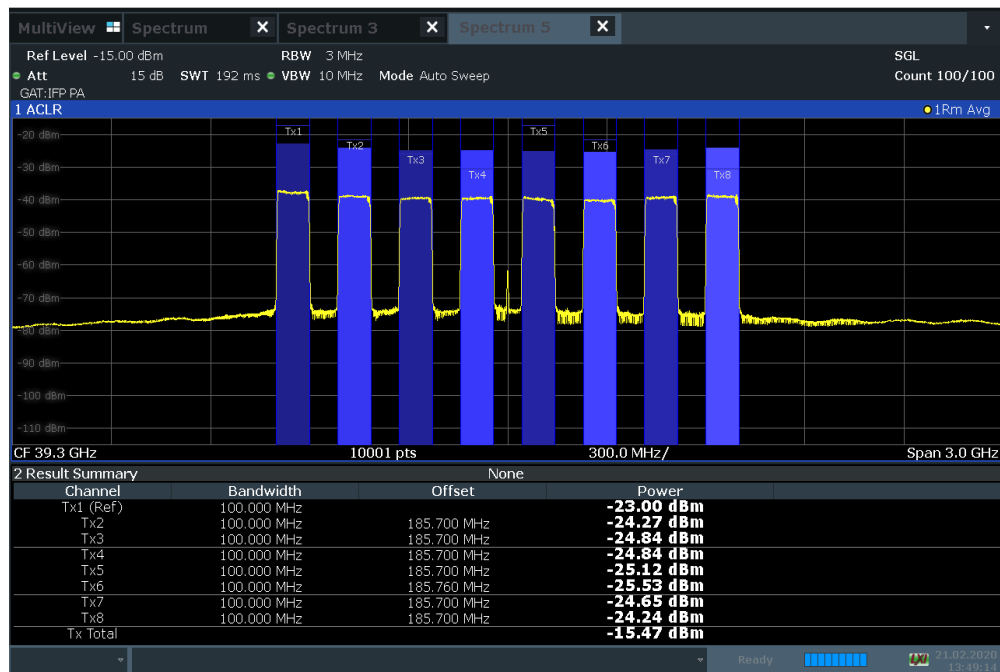 MultiView Spectrum X Spectrum 3 X Spectrum 5 X
Ref Level -15.00 dBm RBW 3 MHz SGL
Att 15 dB SWT 192 ms VBW 10 MHz Mode Auto Sweep Count 100/100
GAT:IFP PA
1 ACLR 1Rm Avg
-20 dBm
Tx1 Tx5
Tx2 Tx6
Tx3 Tx7
-30 dBm
Tx4 Tx8
-40 dBm
-50 dBm
-60 dBm
-70 dBm
-80 dBm
-90 dBm
-100 dBm
-110 dBm
CF 39.3 GHz 10001 pts 300.0 MHz/ Span 3.0 GHz
2 Result Summary None
Channel Bandwidth Offset Power
Tx1 (Ref) 100.000 MHz -23.00 dBm
Tx2 100.000 MHz 185.700 MHz -24.27 dBm
Tx3 100.000 MHz 185.700 MHz -24.84 dBm
Tx4 100.000 MHz 185.700 MHz -24.84 dBm
Tx5 100.000 MHz 185.700 MHz -25.12 dBm
Tx6 100.000 MHz 185.760 MHz -25.53 dBm
Tx7 100.000 MHz 185.700 MHz -24.65 dBm
Tx8 100.000 MHz 185.700 MHz -24.24 dBm
Tx Total -15.47 dBm
Ready LXI 21.02.2020
13:49:14